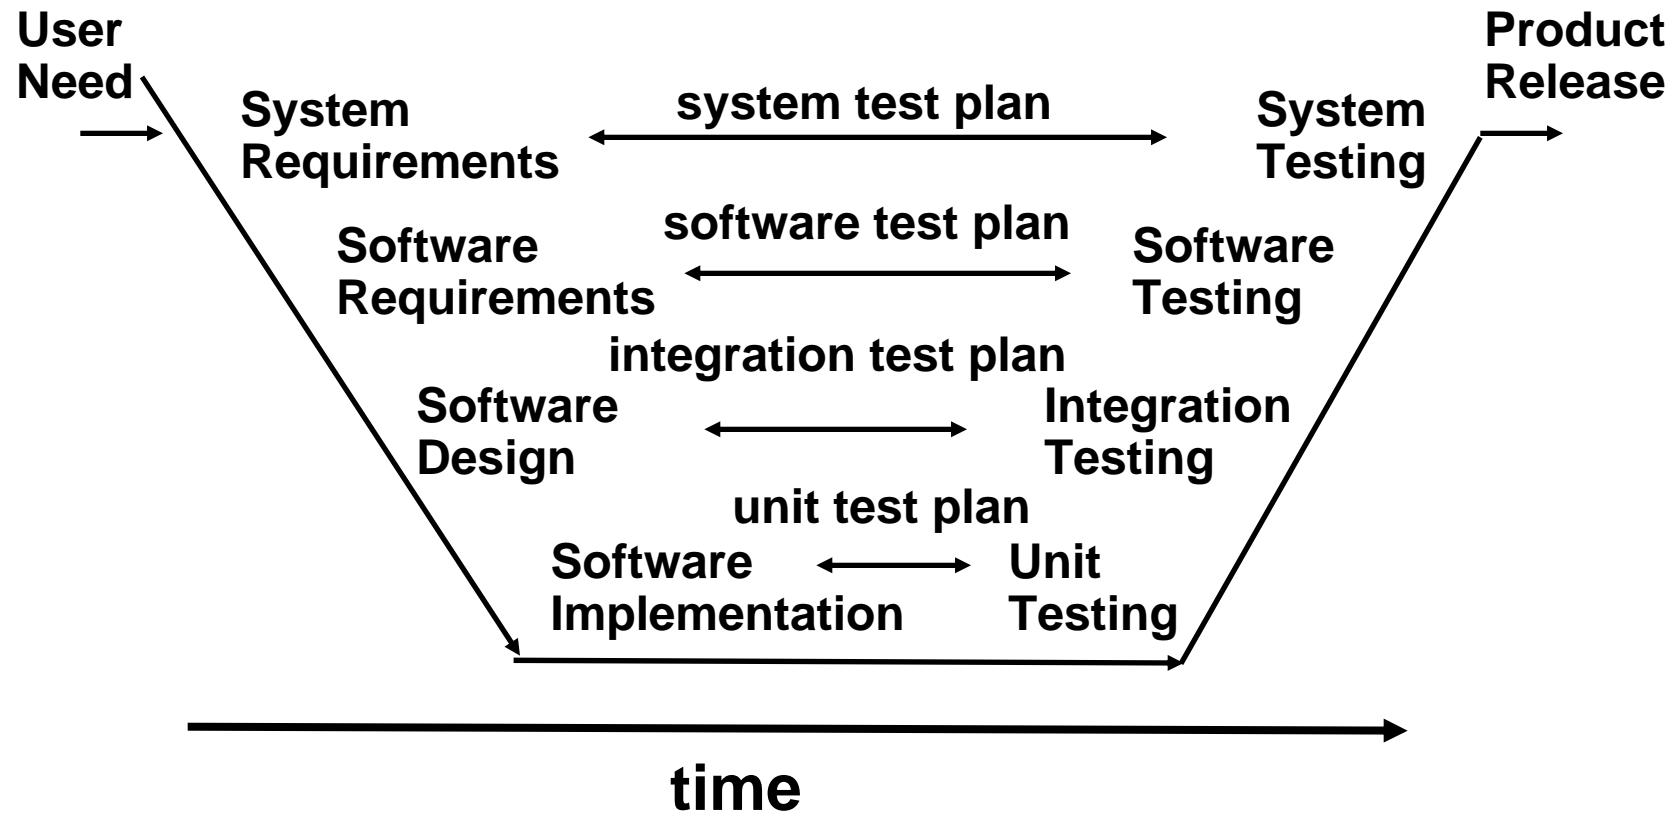 User
Need
Product
Release
System
Requirements
system test plan
System
Testing
Software
Requirements
software test plan
Software
Testing
integration test plan
Software
Design
Integration
Testing
unit test plan
Software
Implementation
Unit
Testing
time